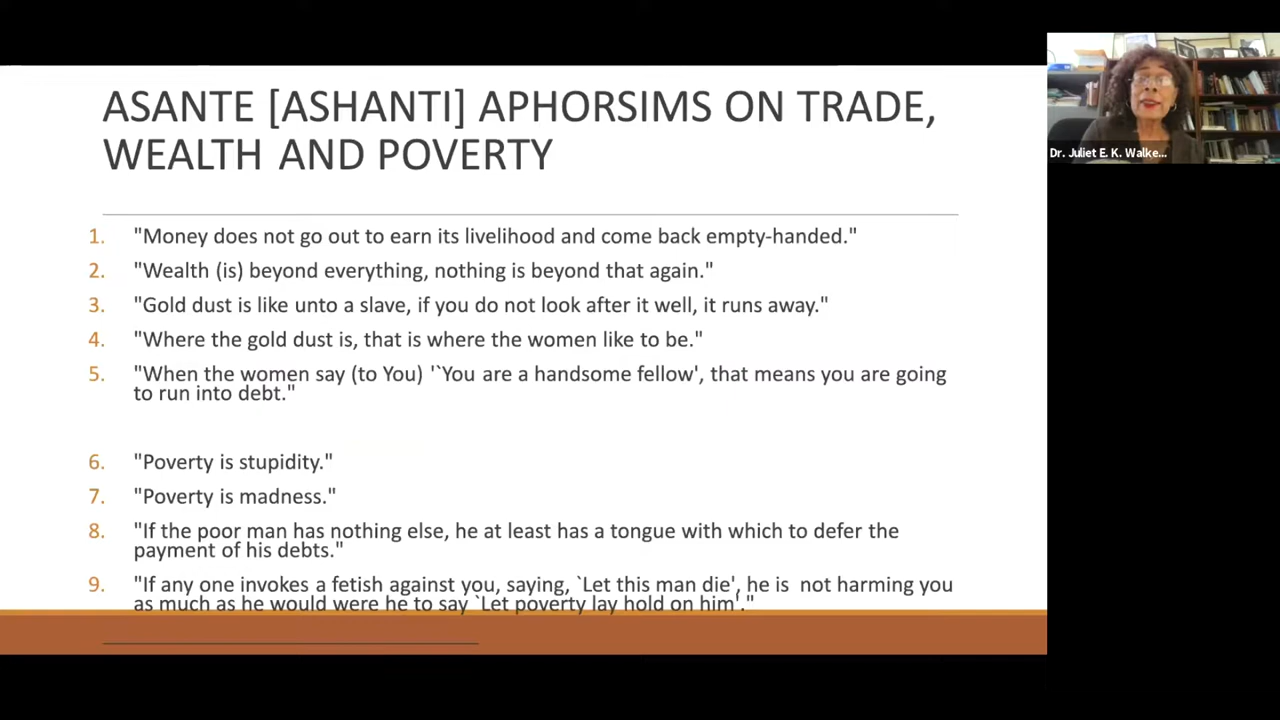 ASANTE [ASHANTI] APHORSIMS ON TRADE,
WEALTH AND POVERTY
Dr. Juliet E. K. Walke...
1. "Money does not go out to earn its livelihood and come back empty-handed."
2. "Wealth (is) beyond everything, nothing is beyond that again."
3. "Gold dust is like unto a slave, if you do not look after it well, it runs away."
4. "Where the gold dust is, that is where the women like to be."
5. "When the women say (to You) '`You are a handsome fellow', that means you are going
to run into debt."
6. "Poverty is stupidity."
7. "Poverty is madness."
8. "If the poor man has nothing else, he at least has a tongue with which to defer the
payment of his debts."
9. "If any one invokes a fetish against you, saying, `Let this man die', he is not harming you
as much as he would were he to say `Let poverty lay hold on him'."